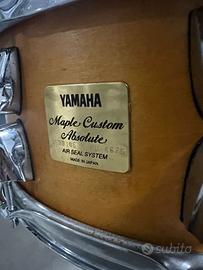 YAMAHA
Maple Custom
Absolute
AIR SEAL SYSTEM
MADE IN JAPAN
subito